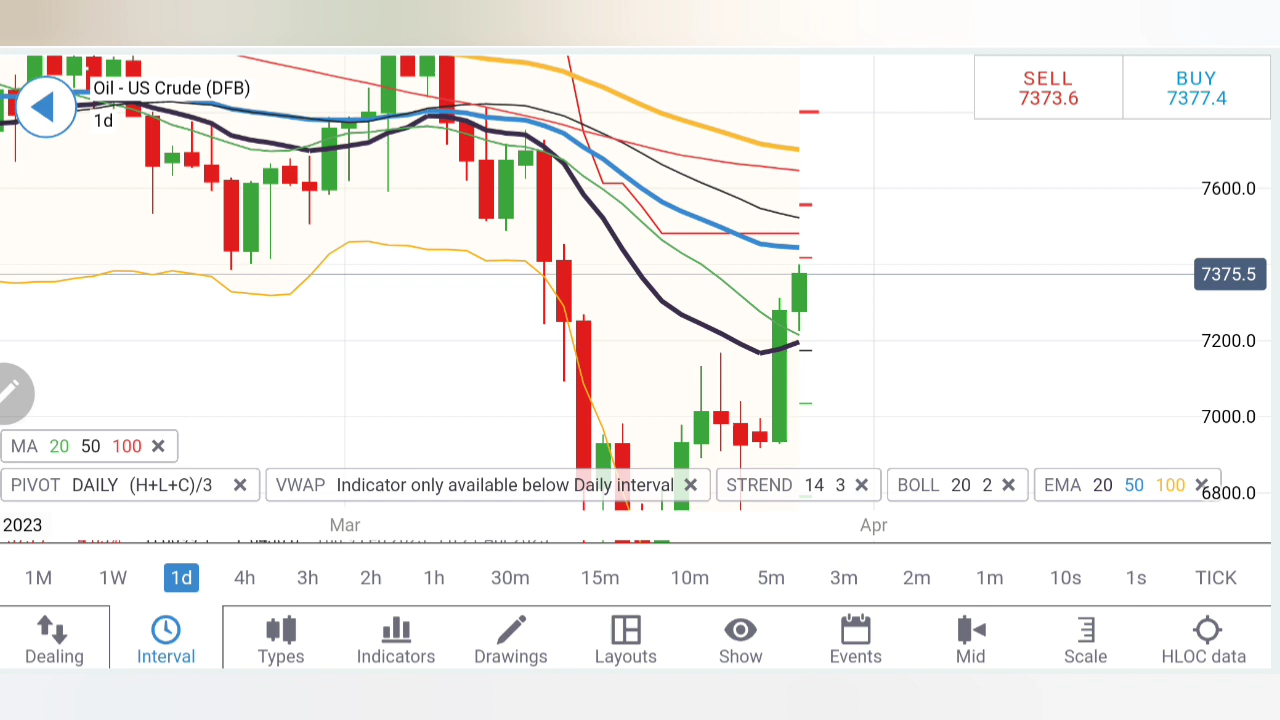 Oil - US Crude (DFB)
1d
SELL
7373.6
BUY
7377.4
7600.0
7375.5
7200.0
7000.0
6800.0
MA 20 50 100
PIVOT DAILY (H+L+C)/3
VWAP Indicator only available below Daily interval
STREND 14 3
BOLL 20 2
EMA 20 50 100
2023 Mar Apr
1M 1W 1d 4h 3h 2h 1h 30m 15m 10m 5m 3m 2m 1m 10s 1s TICK
Dealing Interval Types Indicators Drawings Layouts Show Events Mid Scale HLOC data